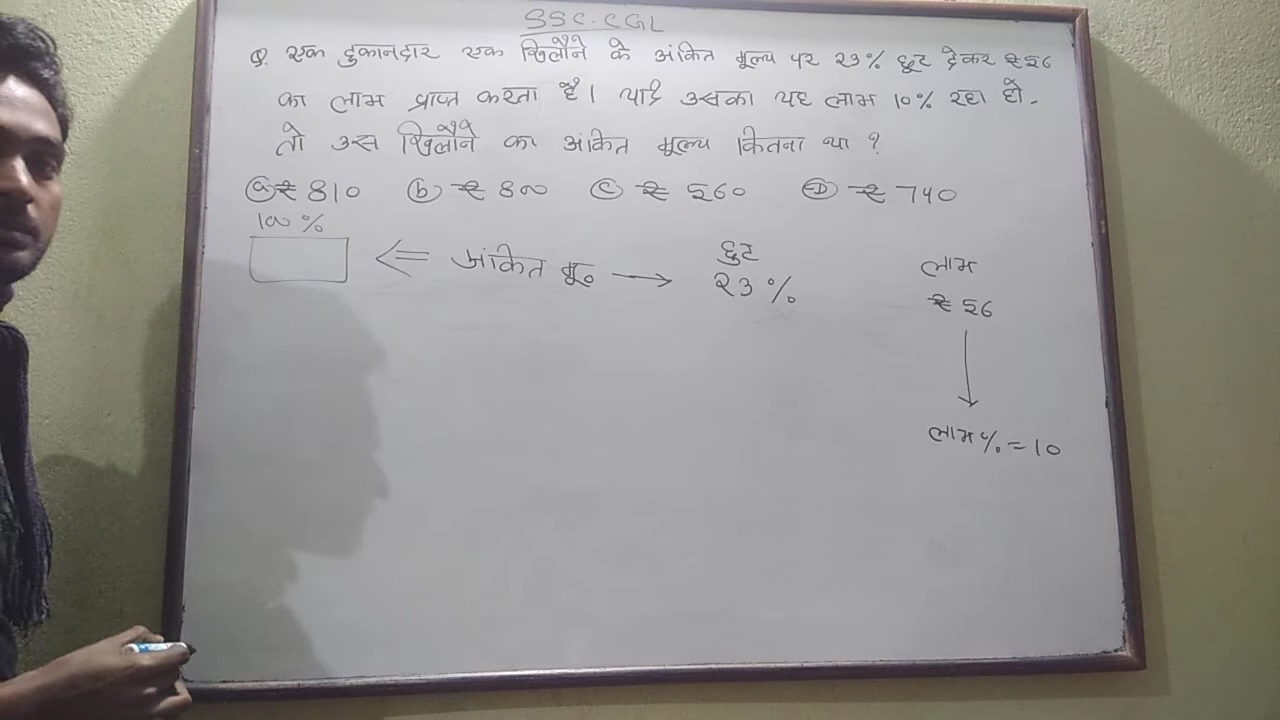 SSC.CGL
Q. एक दुकानदार एक खिलौने के अंकित मूल्य पर 23% छूट देकर ₹56
का लाभ प्राप्त करता है। यदि उसका यह लाभ 10% रहा हो.
तो उस खिलौने का अंकित मूल्य कितना था ?
(a) ₹ 810 (b) ₹ 800 (c) ₹ 560 (D) ₹ 740
100%
<= अंकित मू० → छूट 23%
लाभ
₹ 56
लाभ% = 10